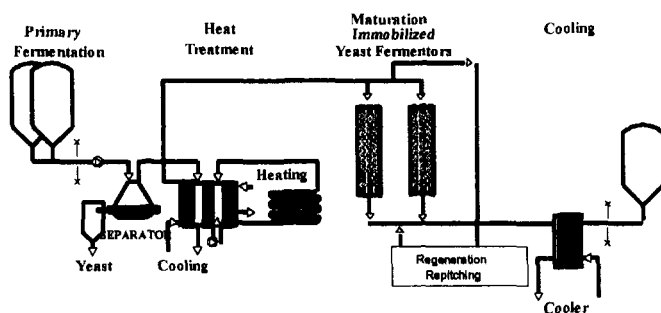 Primary
Fermentation
Heat
Treatment
Maturation
Immobilized
Yeast Fermentors
Cooling
Heating
SEPARATOR
Yeast
Cooling
Regeneration
Repitching
Cooler